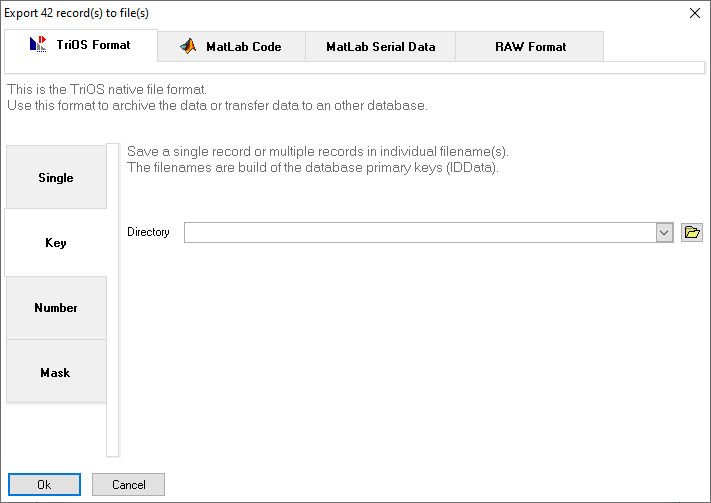 Export 42 record(s) to file(s)
TriOS Format
MatLab Code
MatLab Serial Data
RAW Format
This is the TriOS native file format.
Use this format to archive the data or transfer data to an other database.
Single
Key
Number
Mask
Save a single record or multiple records in individual filename(s).
The filenames are build of the database primary keys (IDData).
Directory
Ok
Cancel